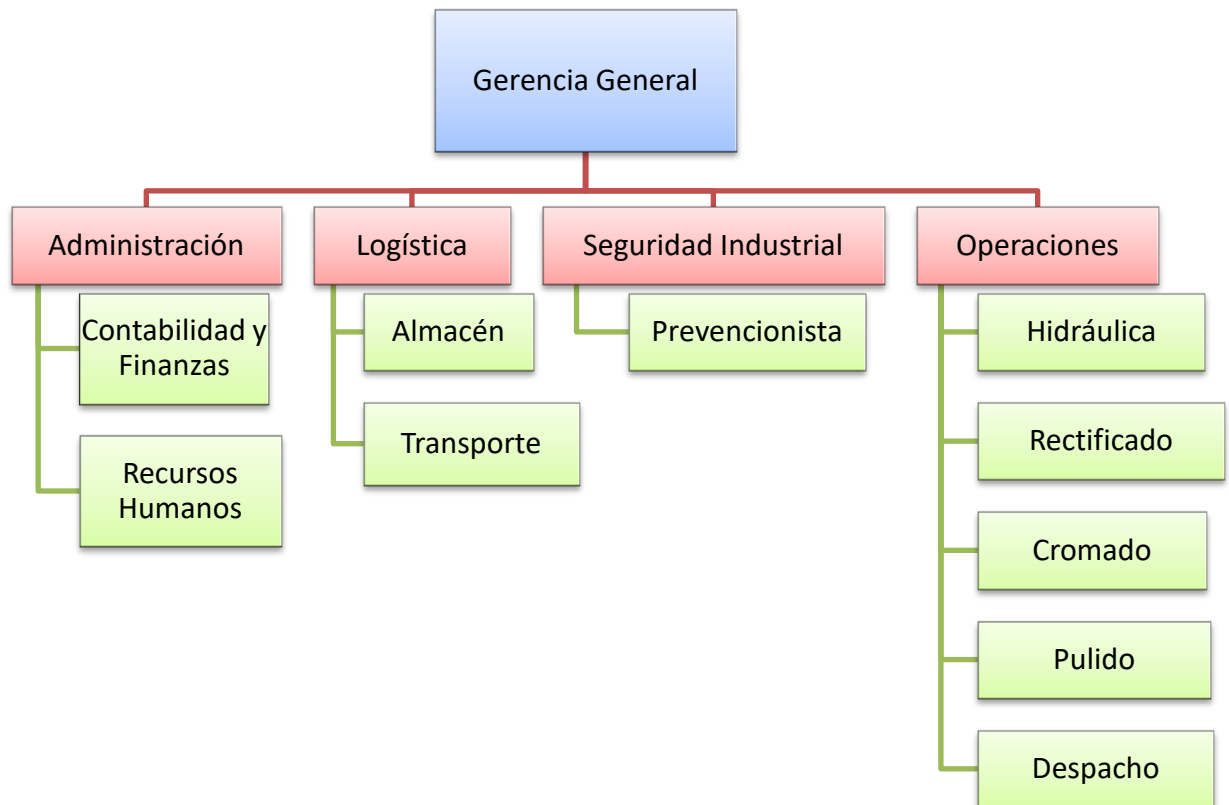 Gerencia General
Administración
Logística
Seguridad Industrial
Operaciones
Contabilidad y
Finanzas
Recursos
Humanos
Almacén
Transporte
Prevencionista
Hidráulica
Rectificado
Cromado
Pulido
Despacho